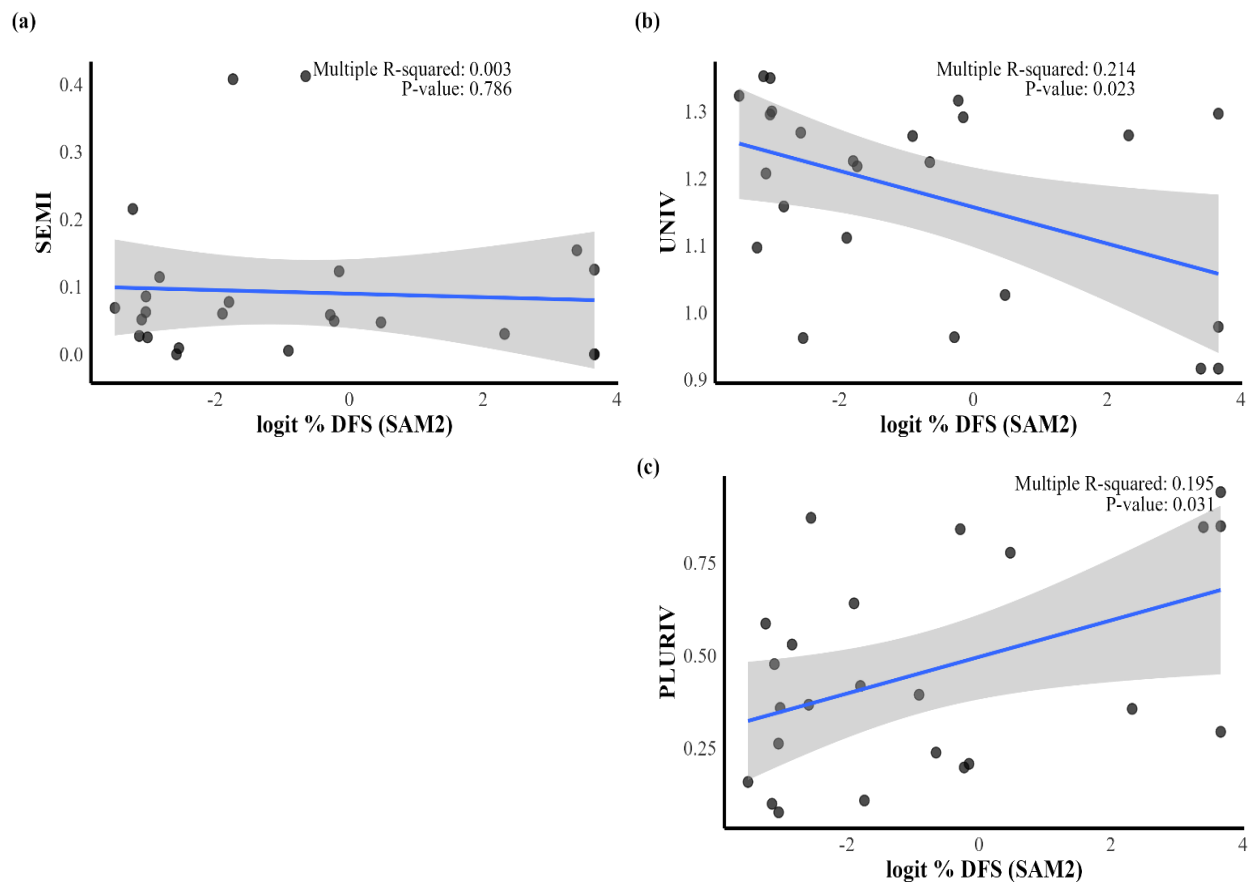 (a)
Multiple R-squared: 0.003
P-value: 0.786
SEMI
0.4
0.3
0.2
0.1
0.0
-2
0
2
4
logit % DFS (SAM2)
(b)
Multiple R-squared: 0.214
P-value: 0.023
UNIV
1.3
1.2
1.1
1.0
0.9
-2
0
2
4
logit % DFS (SAM2)
(c)
Multiple R-squared: 0.195
P-value: 0.031
PLURIV
0.75
0.50
0.25
-2
0
2
4
logit % DFS (SAM2)